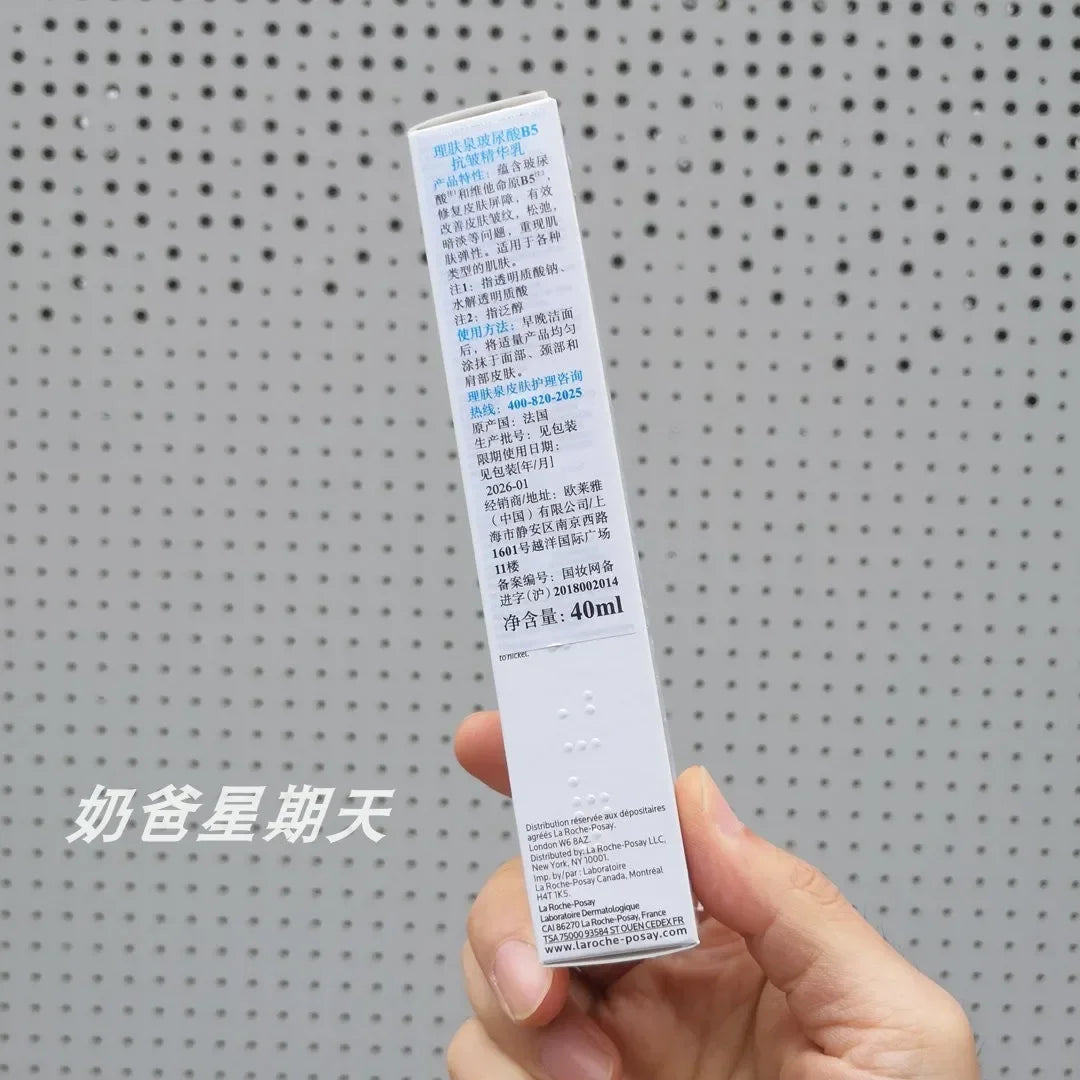 理肤泉玻尿酸B5
抗皱精华乳
产品特性：蕴含玻尿
酸注1和维他命原B5注2，
修复皮肤屏障，有效
改善皮肤皱纹，松弛，
暗淡等问题，重现肌
肤弹性。适用于各种
类型的肌肤。
注1：指透明质酸钠、
水解透明质酸
注2：指泛醇
使用方法：早晚洁面
后，将适量产品均匀
涂抹于面部、颈部和
肩部皮肤。
理肤泉皮肤护理咨询
热线：400-820-2025
原产国：法国
生产批号：见包装
限期使用日期：
见包装[年/月]
2026-01
经销商/地址：欧莱雅
（中国）有限公司/上
海市静安区南京西路
1601号越洋国际广场
11楼
备案编号：国妆网备
进字(沪)2018002014
净含量: 40ml
to nickel.
Distribution réservée aux dépositaires
agréés La Roche-Posay.
London W6 8AZ.
Distributed by: La Roche-Posay LLC,
New York, NY 10001.
Imp. by/par : Laboratoire
La Roche-Posay Canada, Montréal
H4T 1K5.
La Roche-Posay
Laboratoire Dermatologique
CAI 86270 La Roche-Posay, France
TSA 75000 93584 ST OUEN CEDEX FR
www.laroche-posay.com
奶爸星期天